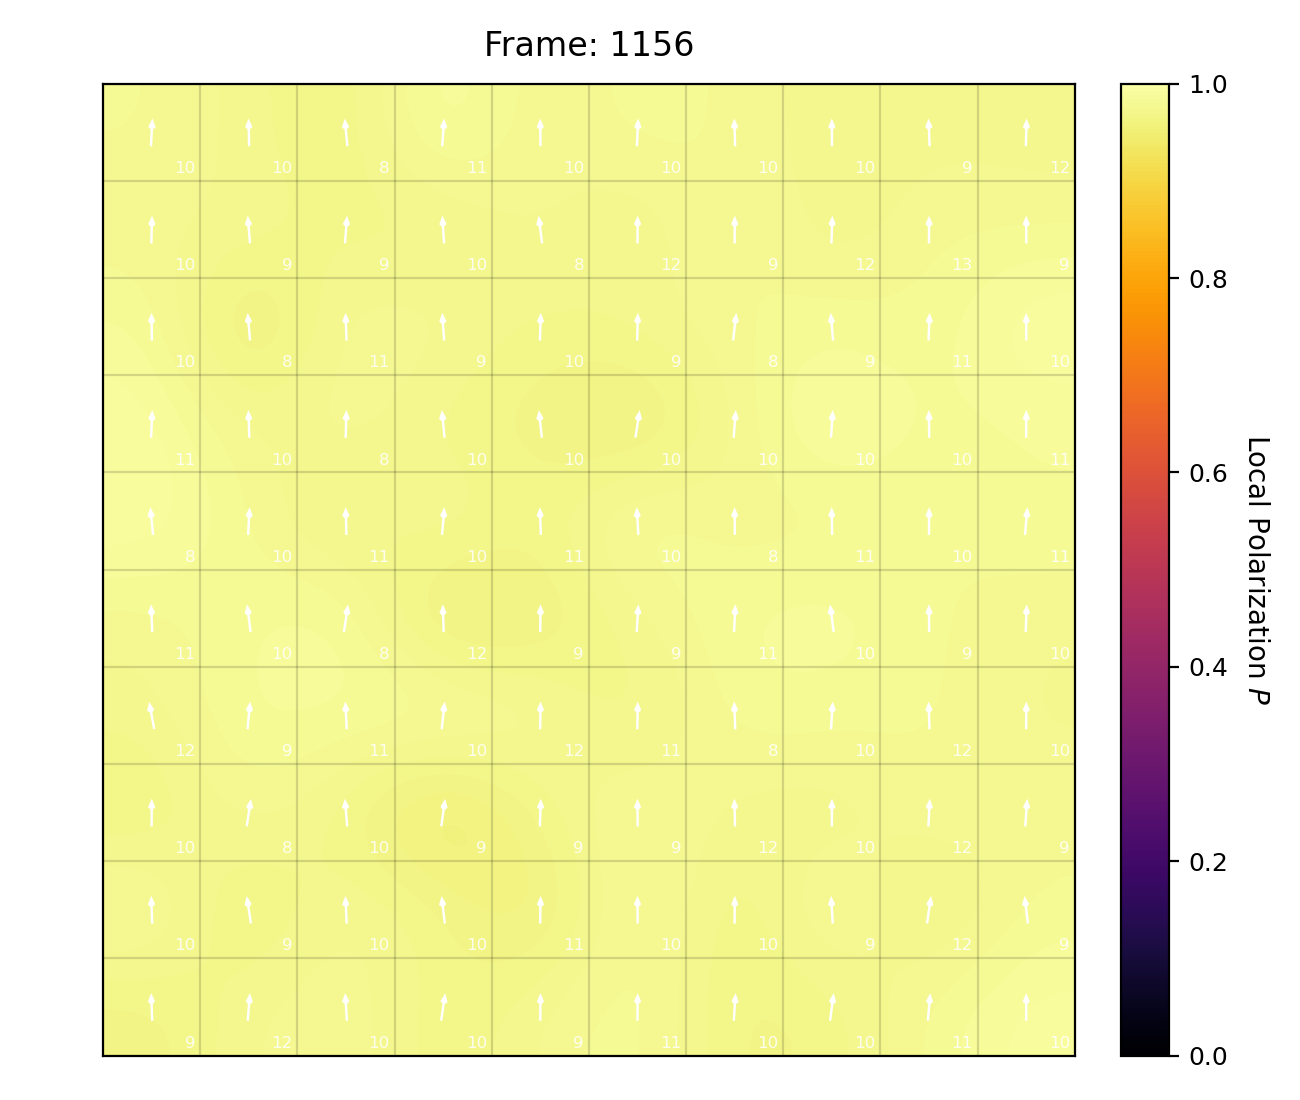 Frame: 1156
10 10 8 11 10 10 10 10 9 12
10 9 9 10 8 12 9 12 13 9
10 8 11 9 10 9 8 9 11 10
11 10 8 10 10 10 10 10 10 11
8 10 11 10 11 10 8 11 10 11
11 10 8 12 9 9 11 10 9 10
12 9 11 10 12 11 8 10 12 10
10 8 10 9 9 9 12 10 12 9
10 9 10 10 11 10 10 9 12 9
9 12 10 10 9 11 10 10 11 10
1.0
0.8
0.6
0.4
0.2
0.0
Local Polarization P